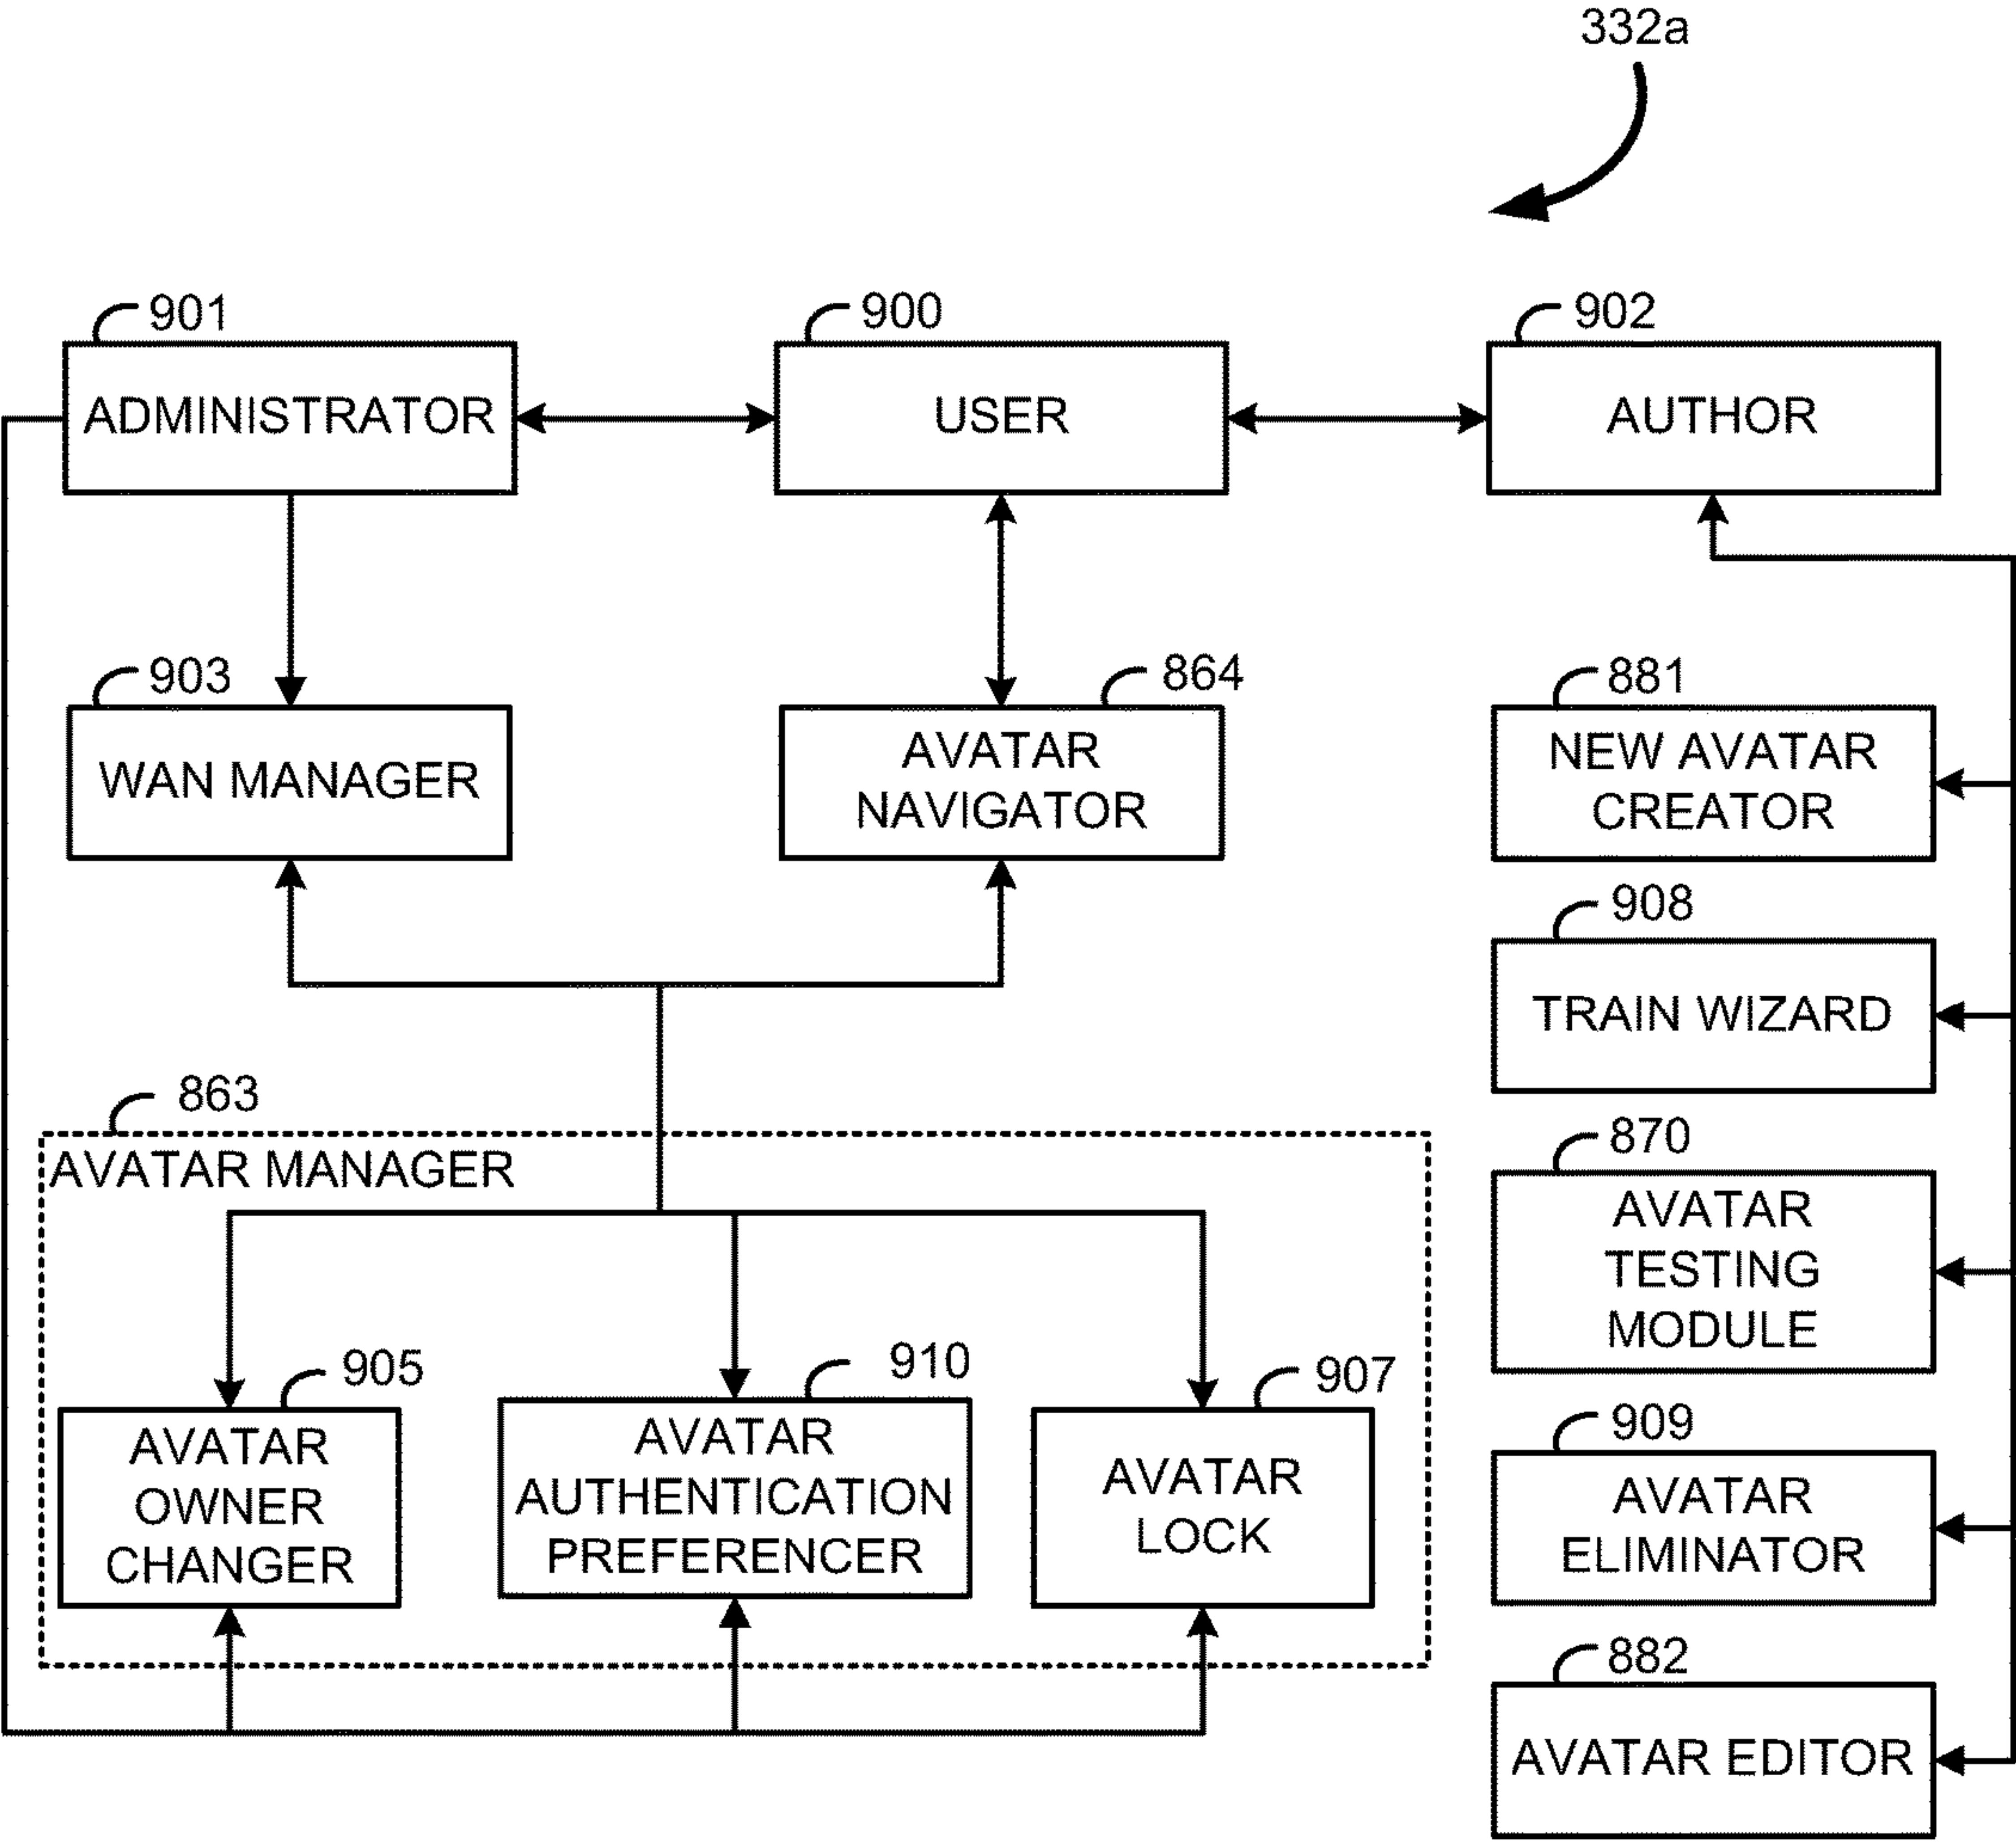 332a
901
900
902
ADMINISTRATOR
USER
AUTHOR
903
864
881
WAN MANAGER
AVATAR
NAVIGATOR
NEW AVATAR
CREATOR
908
TRAIN WIZARD
863
AVATAR MANAGER
870
AVATAR
TESTING
MODULE
905
910
907
AVATAR
OWNER
CHANGER
AVATAR
AUTHENTICATION
PREFERENCER
AVATAR
LOCK
909
AVATAR
ELIMINATOR
882
AVATAR EDITOR